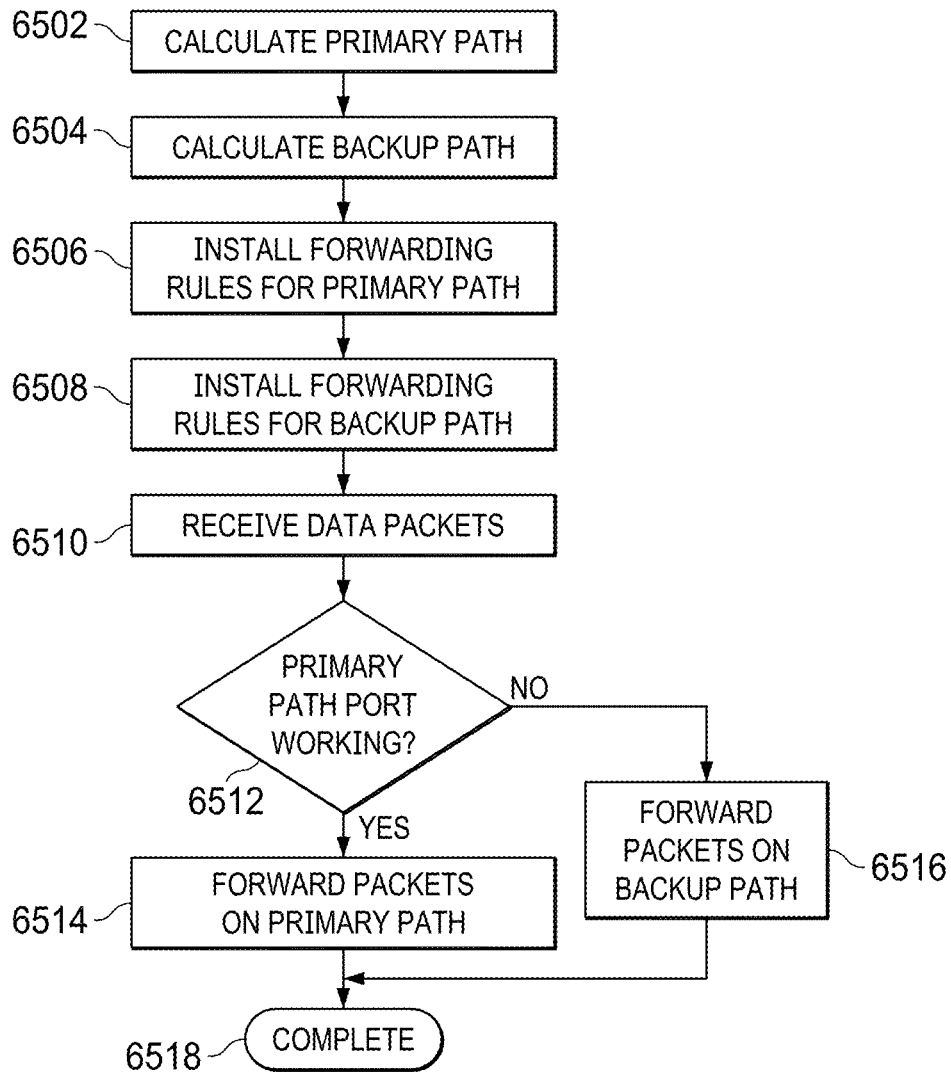 6502
CALCULATE PRIMARY PATH
6504
CALCULATE BACKUP PATH
6506
INSTALL FORWARDING
RULES FOR PRIMARY PATH
6508
INSTALL FORWARDING
RULES FOR BACKUP PATH
6510
RECEIVE DATA PACKETS
PRIMARY
PATH PORT
WORKING?
6512
NO
YES
FORWARD
PACKETS ON
BACKUP PATH
6516
6514
FORWARD PACKETS
ON PRIMARY PATH
6518
COMPLETE